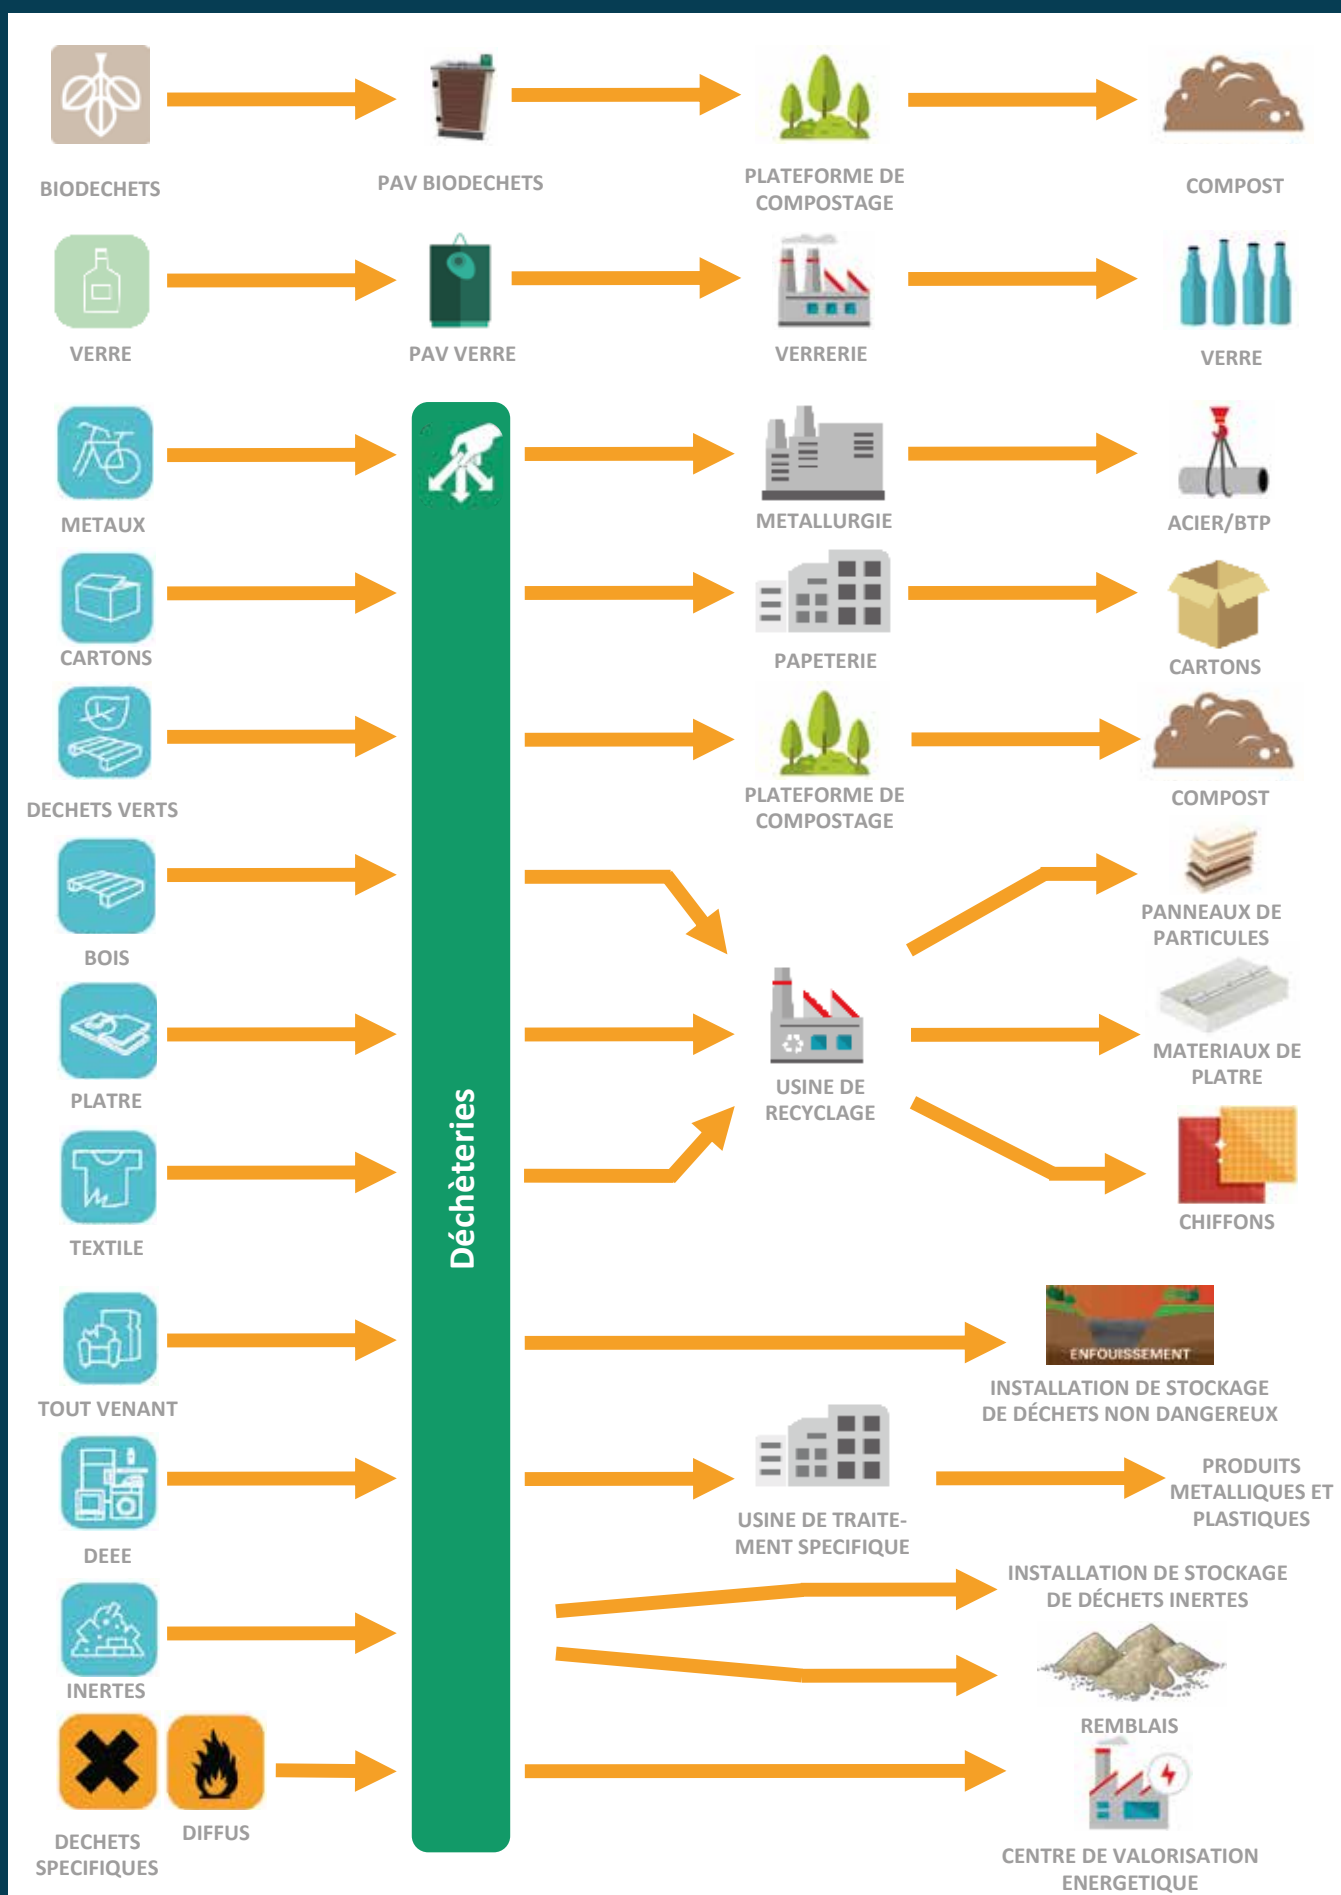 BIODECHETS
PAV BIODECHETS
PLATEFORME DE
COMPOSTAGE
COMPOST
VERRE
PAV VERRE
VERRERIE
VERRE
METAUX
METALLURGIE
ACIER/BTP
CARTONS
PAPETERIE
CARTONS
DECHETS VERTS
PLATEFORME DE
COMPOSTAGE
COMPOST
BOIS
PANNEAUX DE
PARTICULES
PLATRE
USINE DE
RECYCLAGE
MATERIAUX DE
PLATRE
TEXTILE
CHIFFONS
Déchèteries
TOUT VENANT
ENFOUISSEMENT
INSTALLATION DE STOCKAGE
DE DÉCHETS NON DANGEREUX
DEEE
USINE DE TRAITE-
MENT SPECIFIQUE
PRODUITS
METALLIQUES ET
PLASTIQUES
INERTES
INSTALLATION DE STOCKAGE
DE DÉCHETS INERTES
REMBLAIS
DECHETS
SPECIFIQUES
DIFFUS
CENTRE DE VALORISATION
ENERGETIQUE